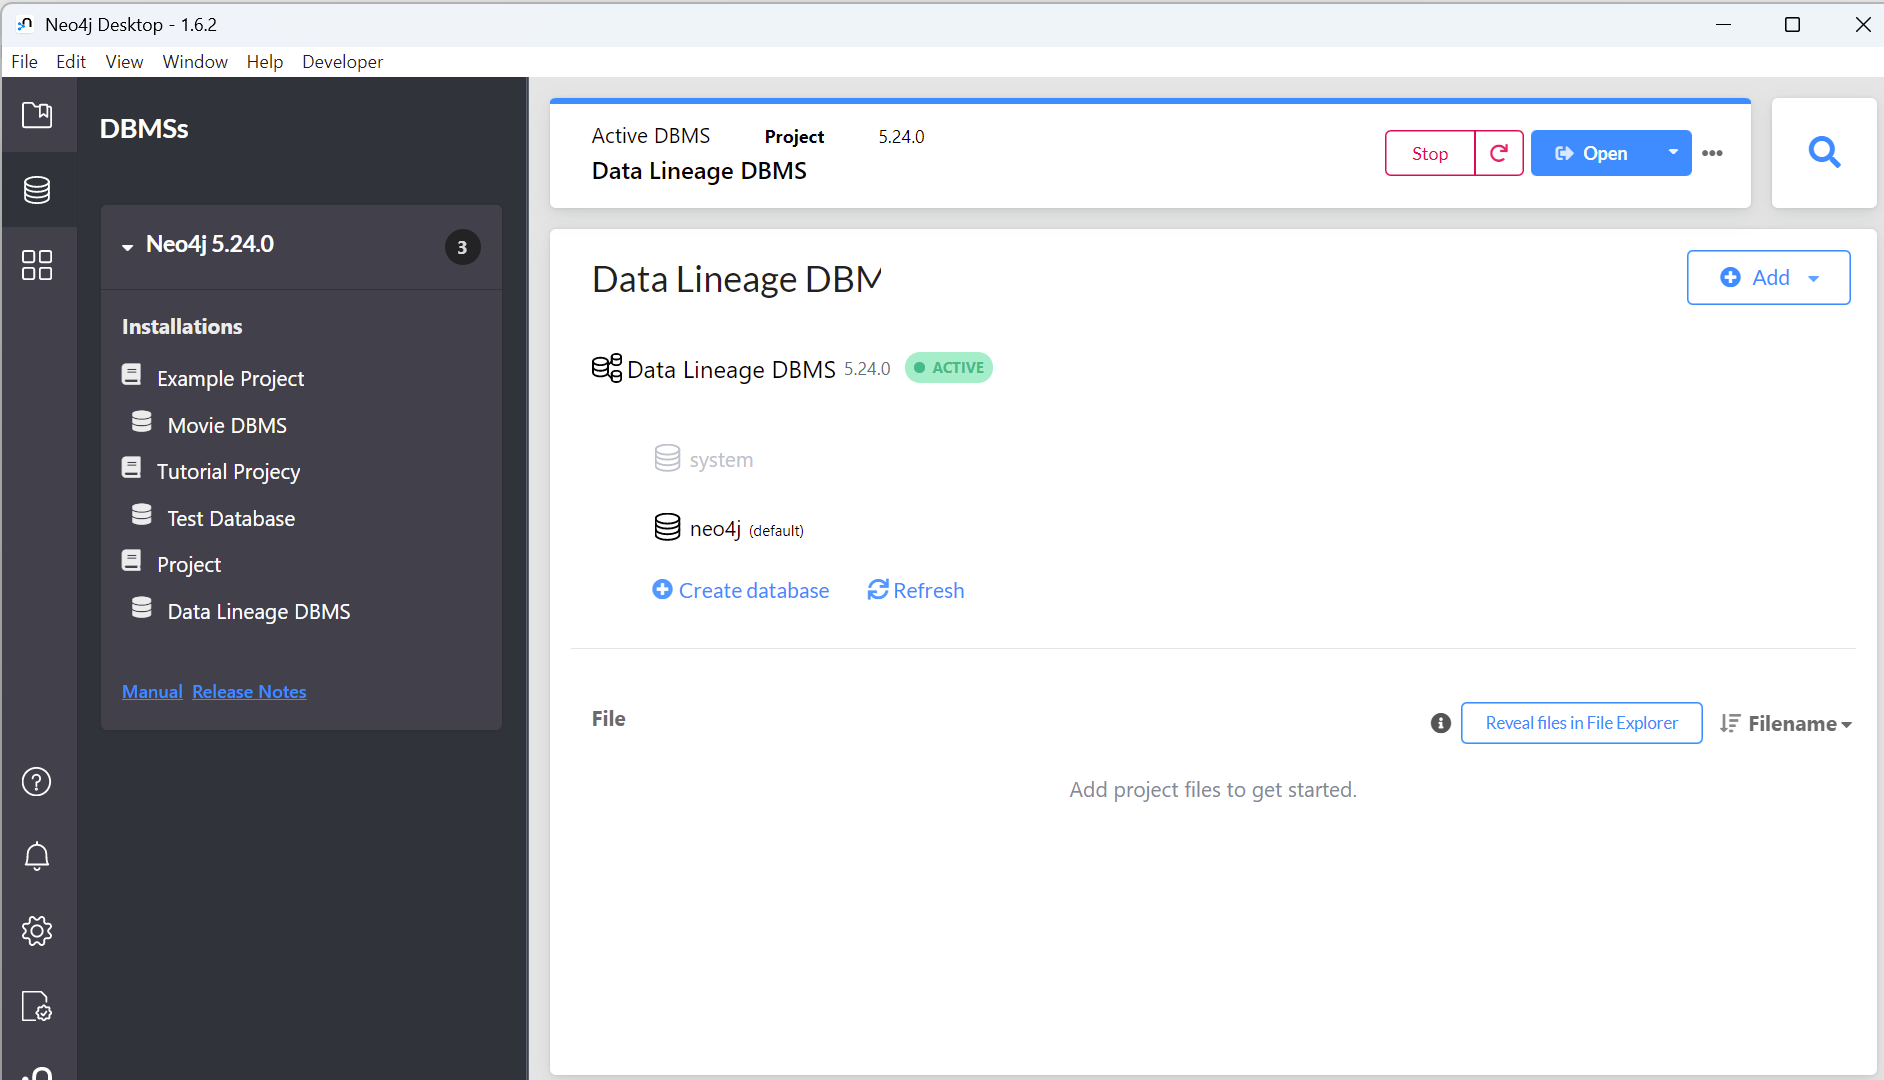 Neo4j Desktop - 1.6.2
File Edit View Window Help Developer
DBMSs
Neo4j 5.24.0 3
Installations
Example Project
Movie DBMS
Tutorial Projecy
Test Database
Project
Data Lineage DBMS
Manual Release Notes
Active DBMS Project 5.24.0
Data Lineage DBMS
Stop Open
Data Lineage DBM
Add
Data Lineage DBMS 5.24.0 ACTIVE
system
neo4j (default)
Create database Refresh
File
Reveal files in File Explorer Filename
Add project files to get started.